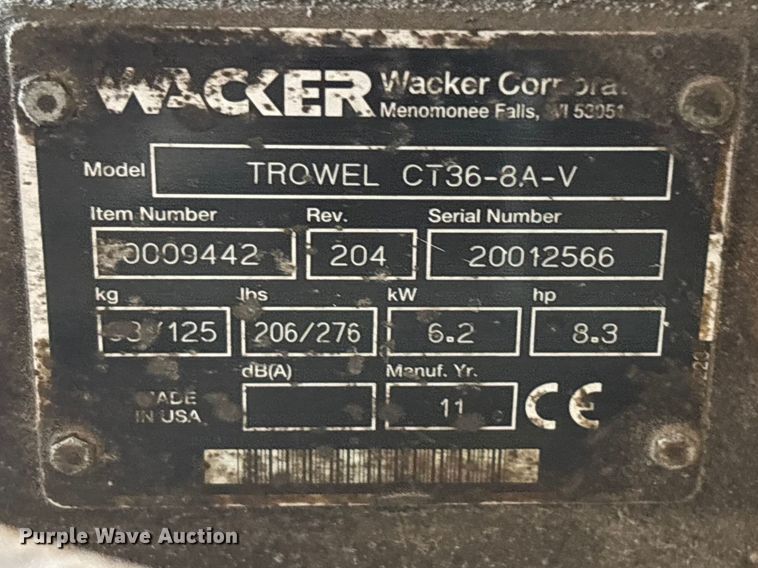 WACKER Wacker
Menomonee Falls, WI 53051
Model TROWEL CT36-8A-V
Item Number Rev. Serial Number
0009442 204 20012566
kg lbs kW hp
/125 206/276 6.2 8.3
dB(A) Manuf. Yr.
MADE
IN USA
11 CE
Purple Wave Auction